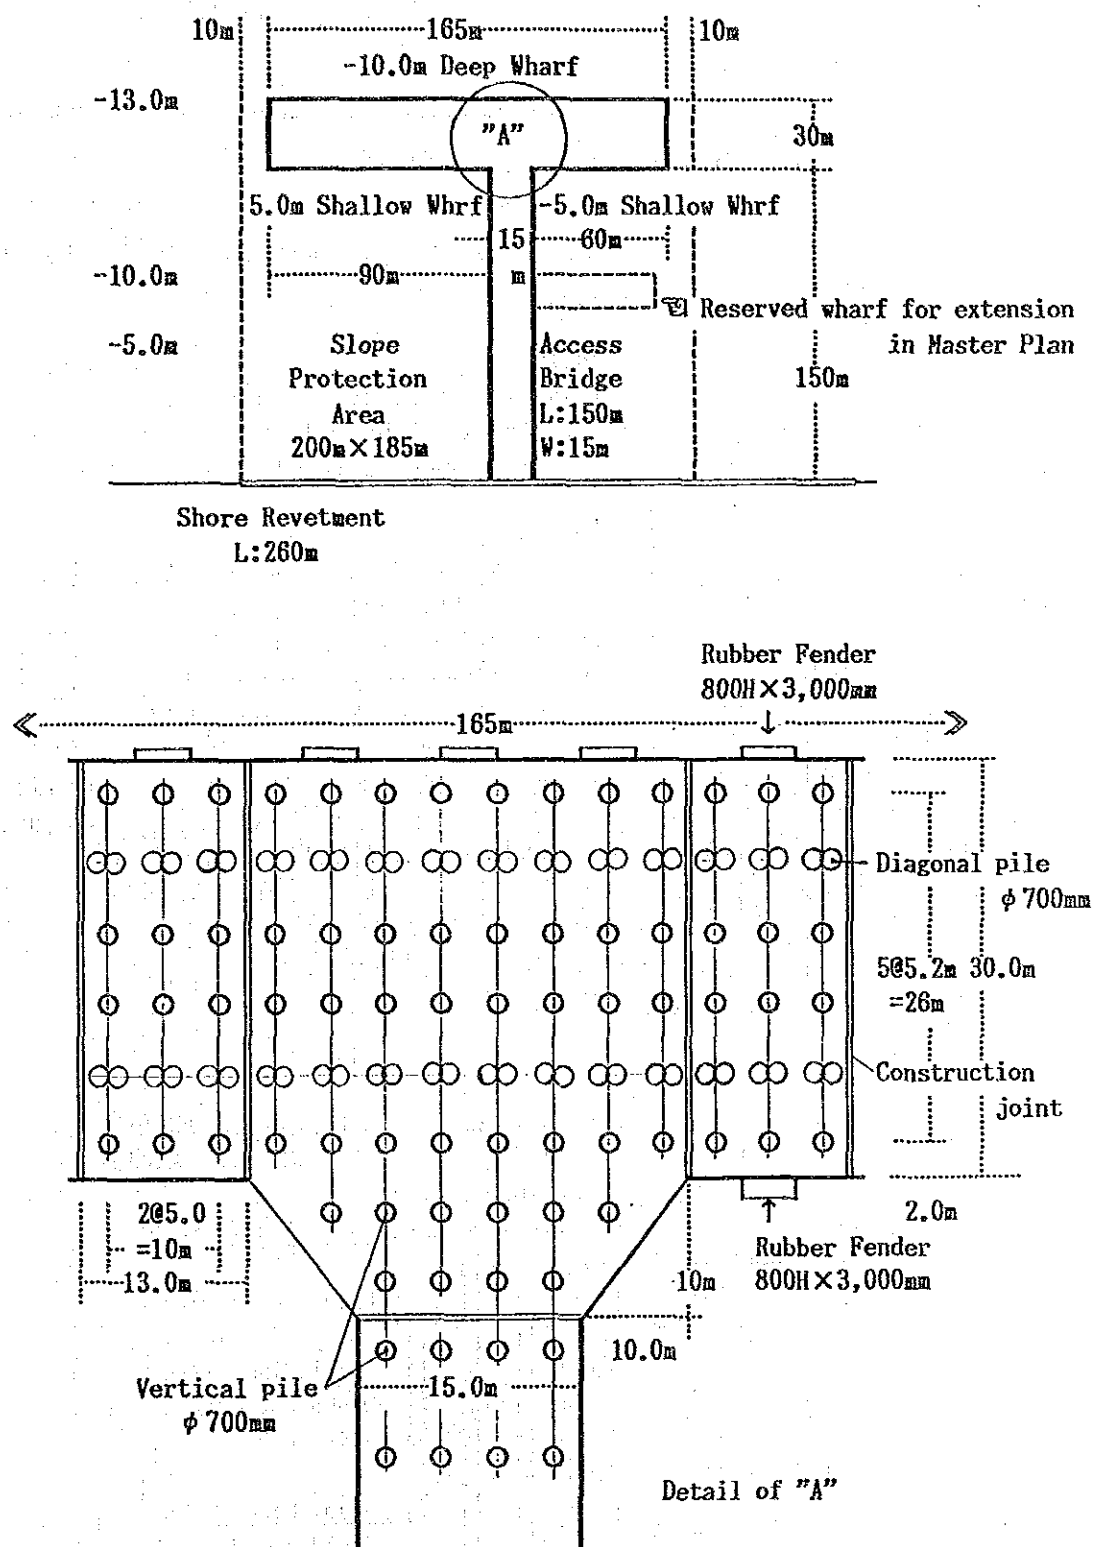 10m 165m 10m
-10.0m Deep Wharf
-13.0m
"A"
30m
5.0m Shallow Whrf
-5.0m Shallow Whrf
15
m
60m
-10.0m
90m
Reserved wharf for extension
in Master Plan
-5.0m
Slope
Protection
Area
200m×185m
Access
Bridge
L:150m
W:15m
150m
Shore Revetment
L:260m
Rubber Fender
800H×3,000mm
165m
Diagonal pile
φ700mm
5@5.2m
=26m
30.0m
Construction
joint
2@5.0
=10m
13.0m
2.0m
Rubber Fender
800H×3,000mm
10m
10.0m
Vertical pile
φ700mm
15.0m
Detail of "A"